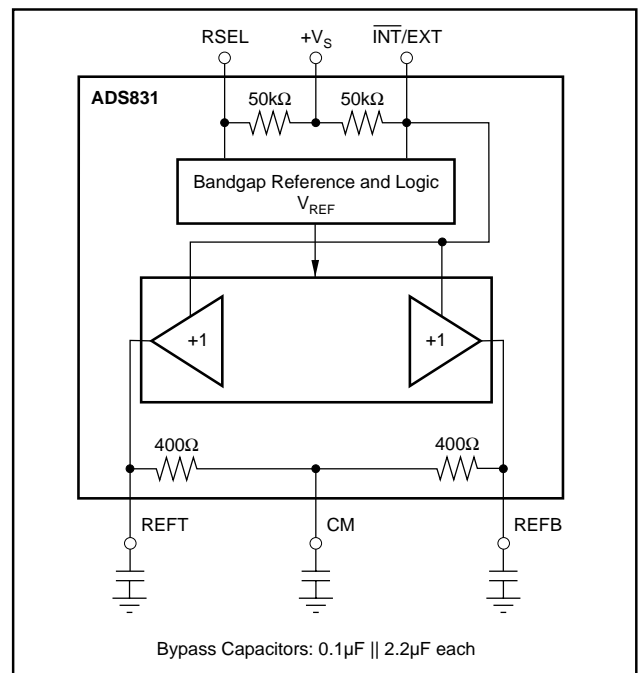 RSEL +VS INT/EXT
ADS831
50kΩ 50kΩ
Bandgap Reference and Logic
VREF
+1 +1
400Ω 400Ω
REFT CM REFB
Bypass Capacitors: 0.1µF || 2.2µF each